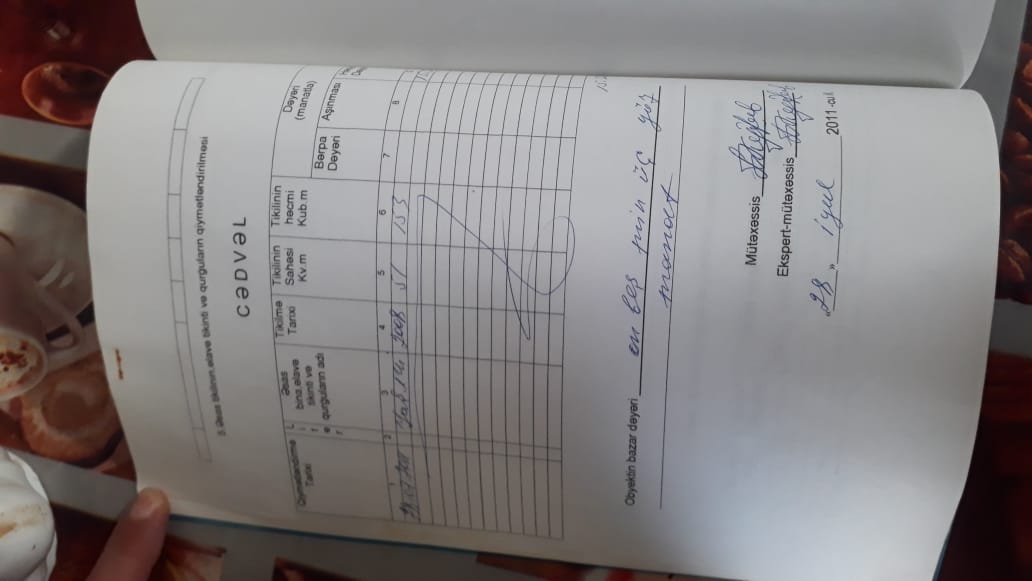 5.Əsas tikilinin,əlavə tikinti və qurğuların qiymətləndirilməsi
CƏDVƏL
Qiymətləndirmə Tarixi
L i t e r
Əsas bina,əlavə tikinti və qurğuların adı
Tikilmə Tarixi
Tikilinin Sahəsi Kv.m
Tikilinin həcmi Kub.m
Dəyəri (manatla)
Bərpa Dəyəri
Aşınması
1 2 3 4 5 6 7 8
2008 51 153
Obyektin bazar dəyəri on beş min üç yüz
manat
Mütəxəssis
Ekspert-mütəxəssis
"28" iyul 2011-ci il